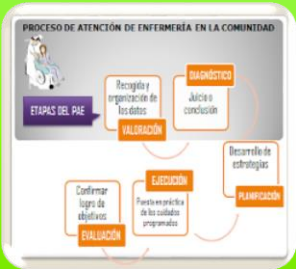 PROCESO DE ATENCIÓN DE ENFERMERÍA EN LA COMUNIDAD
ETAPAS DEL PAE
Recogida y
organización de
los datos
VALORACIÓN
DIAGNÓSTICO
Juicio o
conclusión
Desarrollo de
estrategias
PLANIFICACIÓN
EJECUCIÓN
Puesta en práctica
de los cuidados
programados
Confirmar
logro de
objetivos
EVALUACIÓN